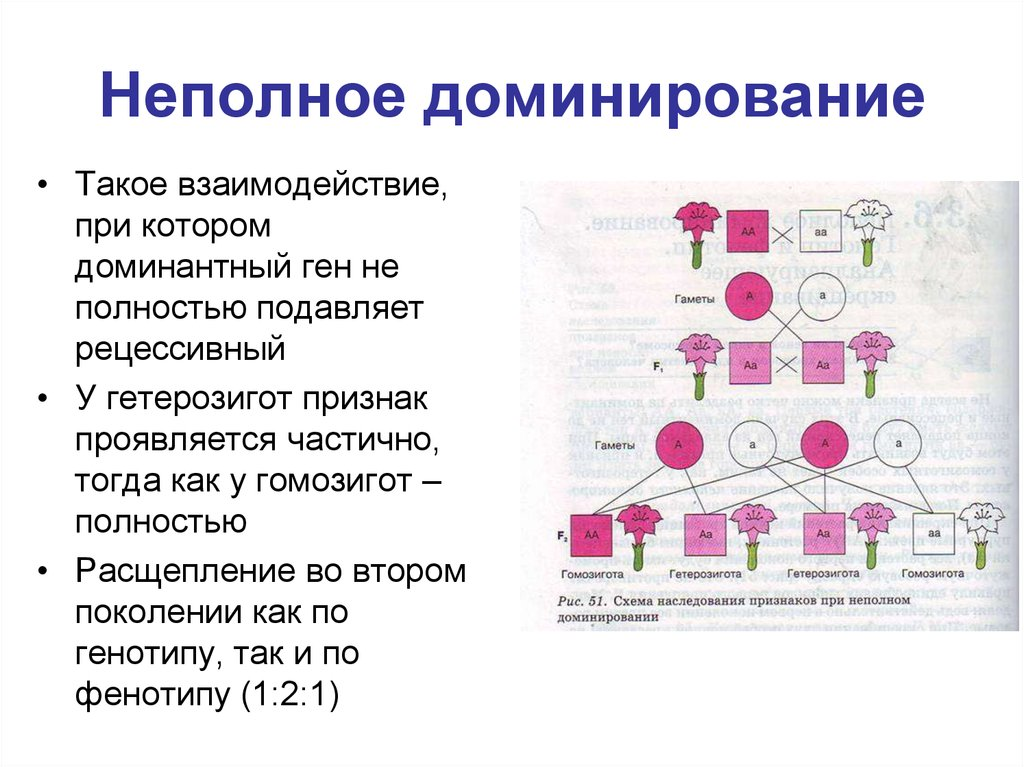 Неполное доминирование
• Такое взаимодействие,
при котором
доминантный ген не
полностью подавляет
рецессивный
• У гетерозигот признак
проявляется частично,
тогда как у гомозигот –
полностью
• Расщепление во втором
поколении как по
генотипу, так и по
фенотипу (1:2:1)
АА аа
Гаметы А а
F₁ Аа Аа
Гаметы А а А а
F₂ АА Аа Аа аа
Гомозигота Гетерозигота Гетерозигота Гомозигота
Рис. 51. Схема наследования признаков при неполном
доминировании